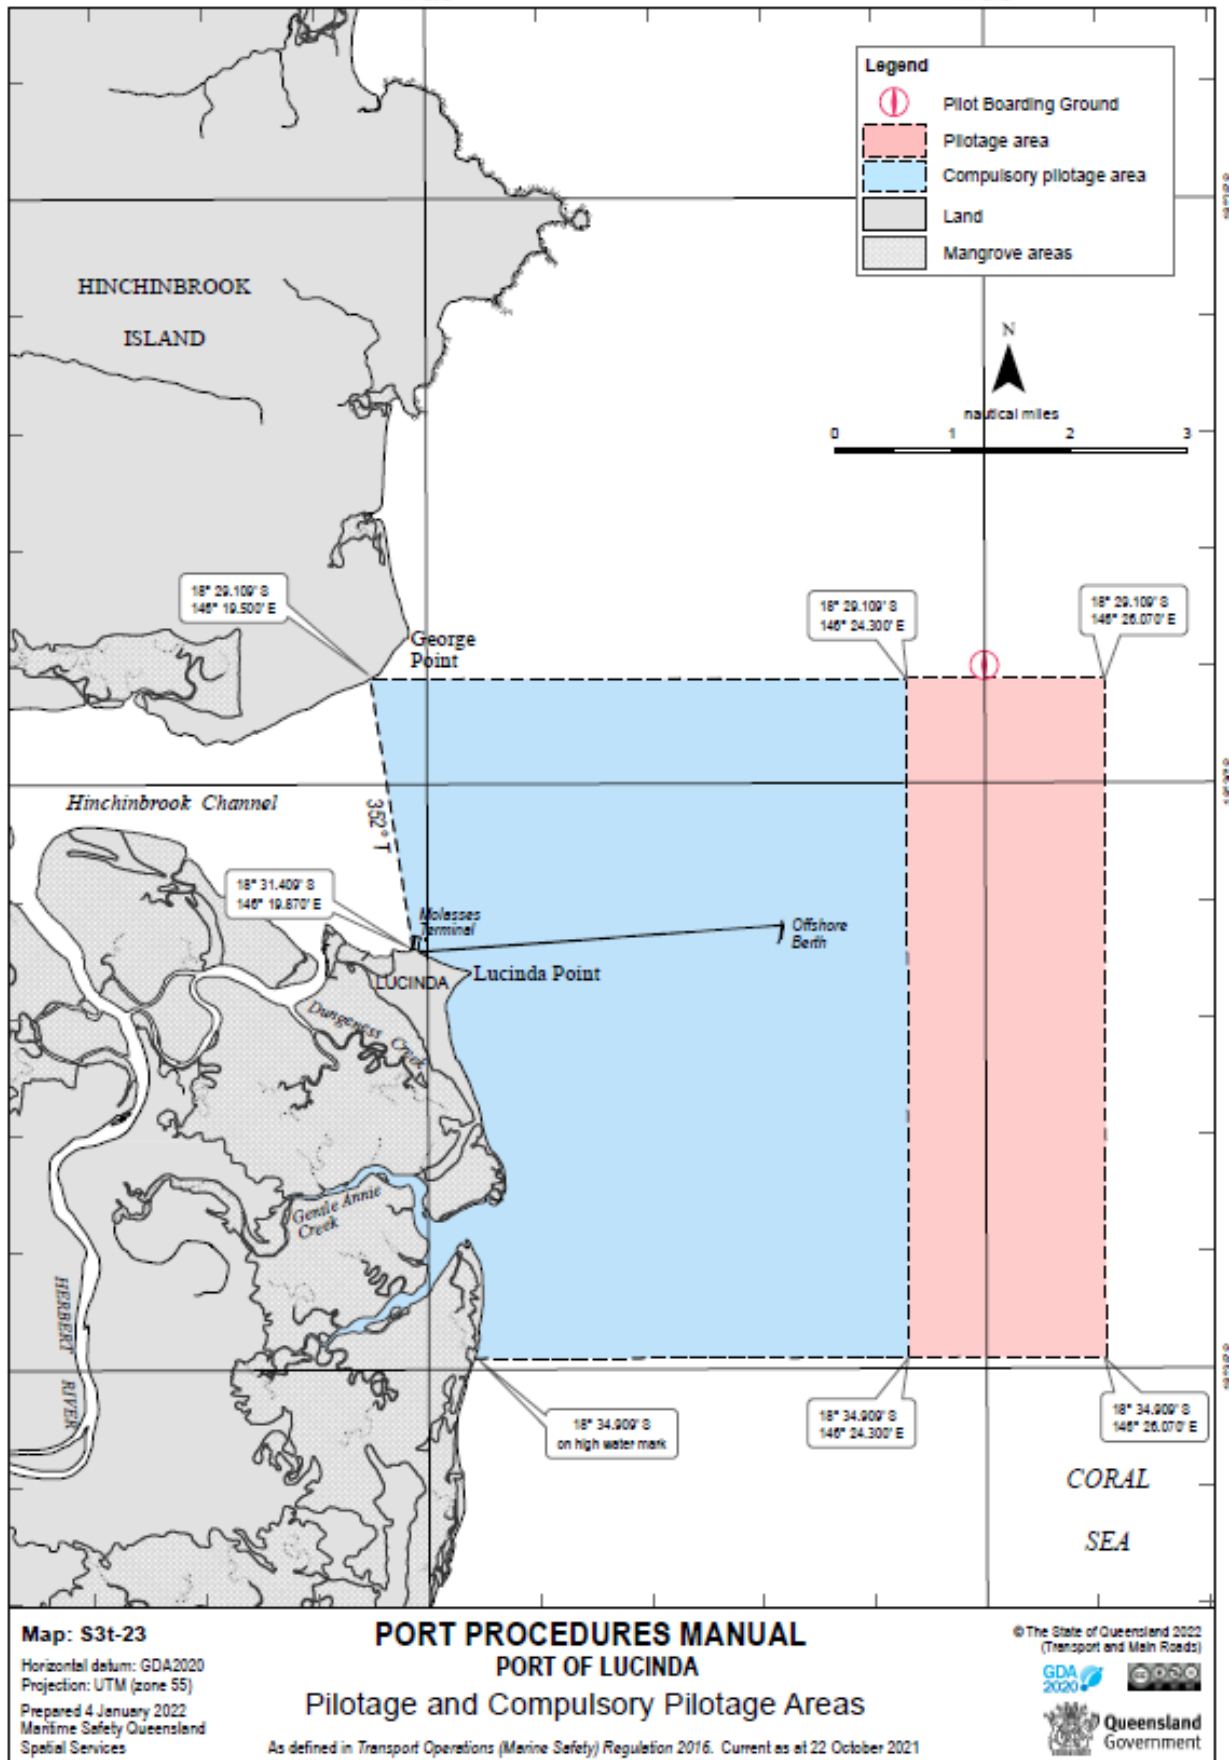 Legend
Pilot Boarding Ground
Pilotage area
Compulsory pilotage area
Land
Mangrove areas
HINCHINBROOK
ISLAND
N
nautical miles
0 1 2 3
18° 29.109' S
146° 19.500' E
18° 29.109' S
146° 24.300' E
18° 29.109' S
146° 26.070' E
George
Point
Hinchinbrook Channel
352° T
18° 31.409' S
146° 19.870' E
Molasses
Terminal
Offshore
Berth
LUCINDA
Lucinda Point
Dungeness Creek
Gentle Annie
Creek
HERBERT
RIVER
18° 34.909' S
on high water mark
18° 34.909' S
146° 24.300' E
18° 34.909' S
146° 26.070' E
CORAL
SEA
Map: S3t-23
Horizontal datum: GDA2020
Projection: UTM (zone 55)
Prepared 4 January 2022
Maritime Safety Queensland
Spatial Services
PORT PROCEDURES MANUAL
PORT OF LUCINDA
Pilotage and Compulsory Pilotage Areas
As defined in Transport Operations (Marine Safety) Regulation 2016. Current as at 22 October 2021
© The State of Queensland 2022
(Transport and Main Roads)
GDA
2020
Queensland
Government